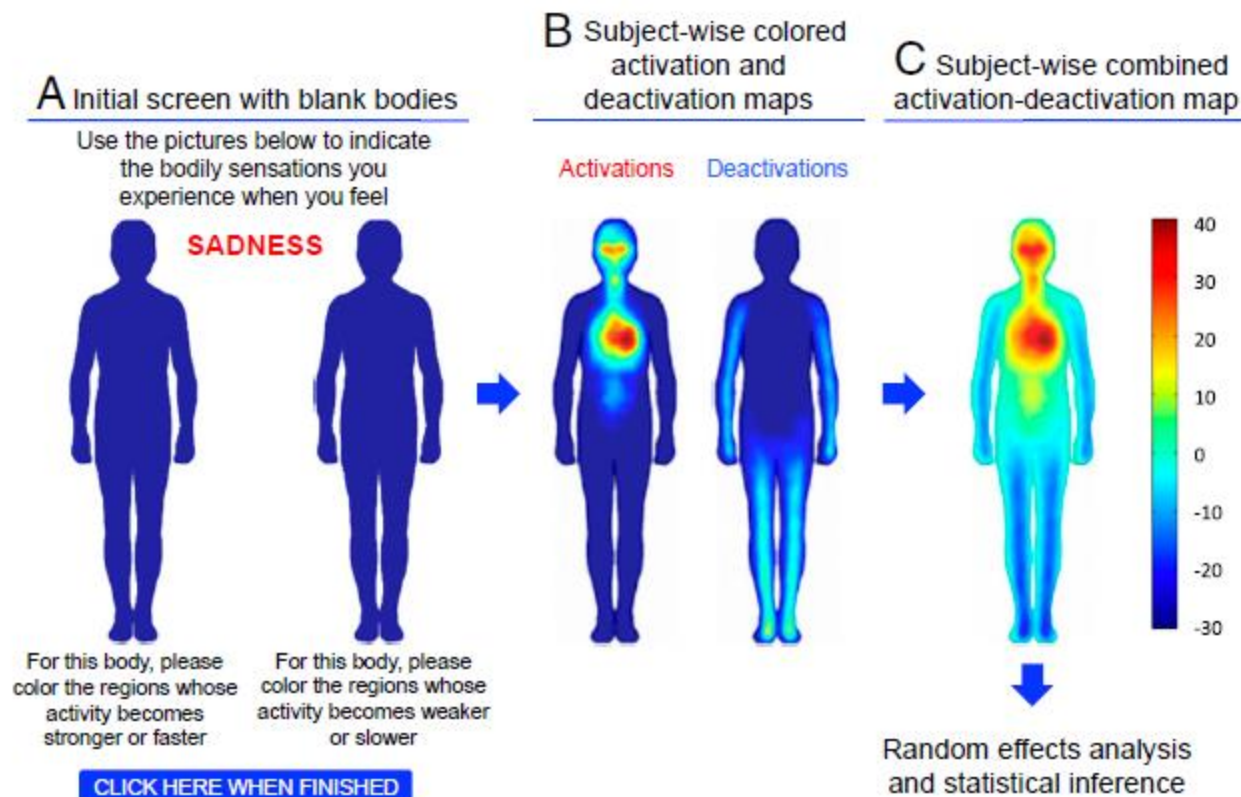 A Initial screen with blank bodies
Use the pictures below to indicate
the bodily sensations you
experience when you feel
SADNESS
For this body, please
color the regions whose
activity becomes
stronger or faster
For this body, please
color the regions whose
activity becomes weaker
or slower
CLICK HERE WHEN FINISHED
B Subject-wise colored
activation and
deactivation maps
Activations
Deactivations
C Subject-wise combined
activation-deactivation map
40
30
20
10
0
-10
-20
-30
Random effects analysis
and statistical inference